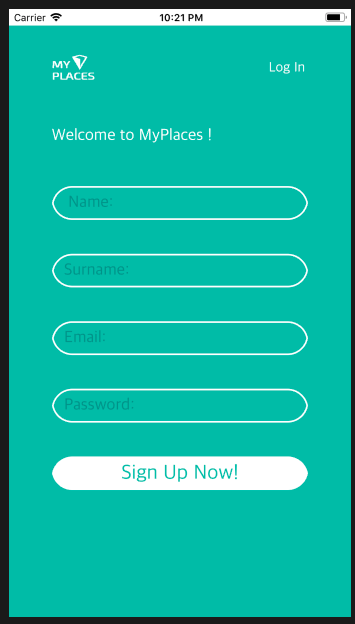 Carrier 10:21 PM
MY
PLACES
Log In
Welcome to MyPlaces !
Name:
Surname:
Email:
Password:
Sign Up Now!